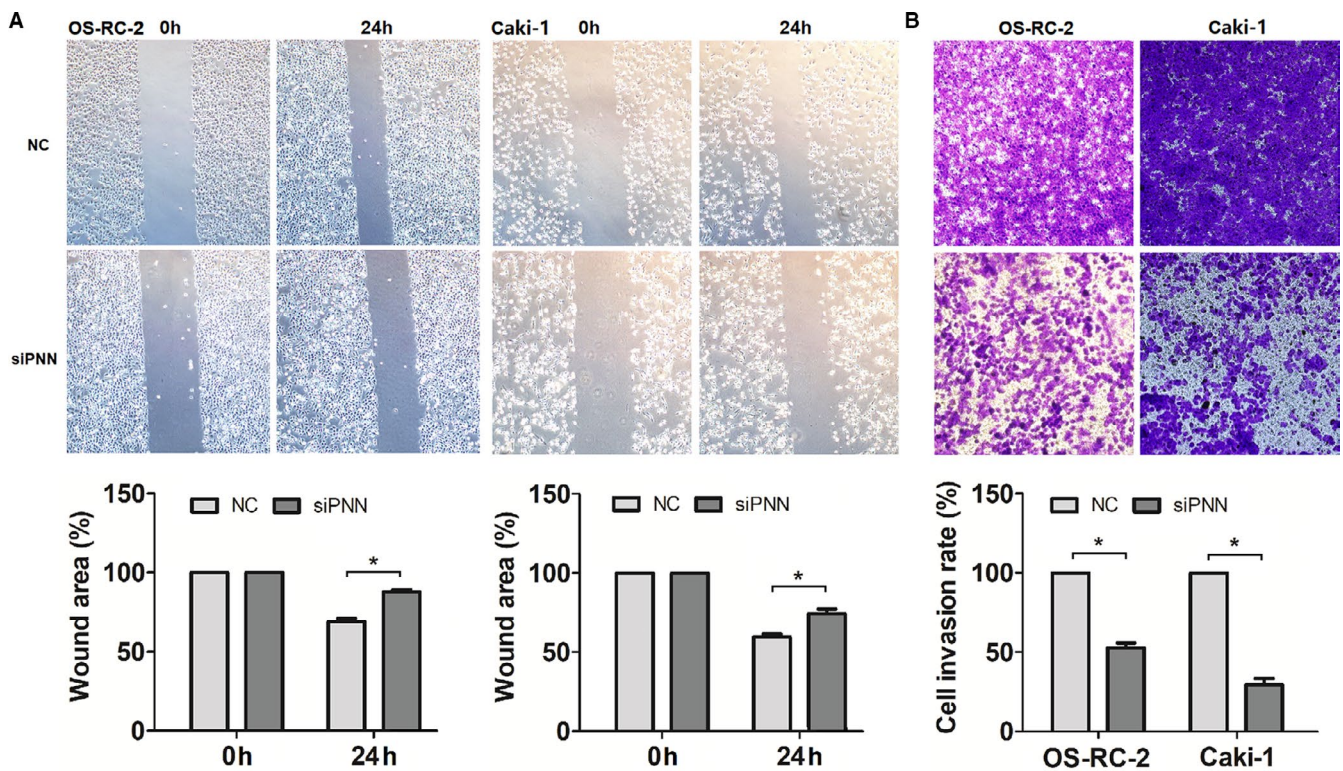 A
B
OS-RC-2 0h 24h Caki-1 0h 24h
OS-RC-2 Caki-1
NC
siPNN
Wound area (%)
150
100
50
0
NC siPNN
*
0h 24h
Wound area (%)
150
100
50
0
NC siPNN
*
0h 24h
Cell invasion rate (%)
150
100
50
0
NC siPNN
* *
OS-RC-2 Caki-1